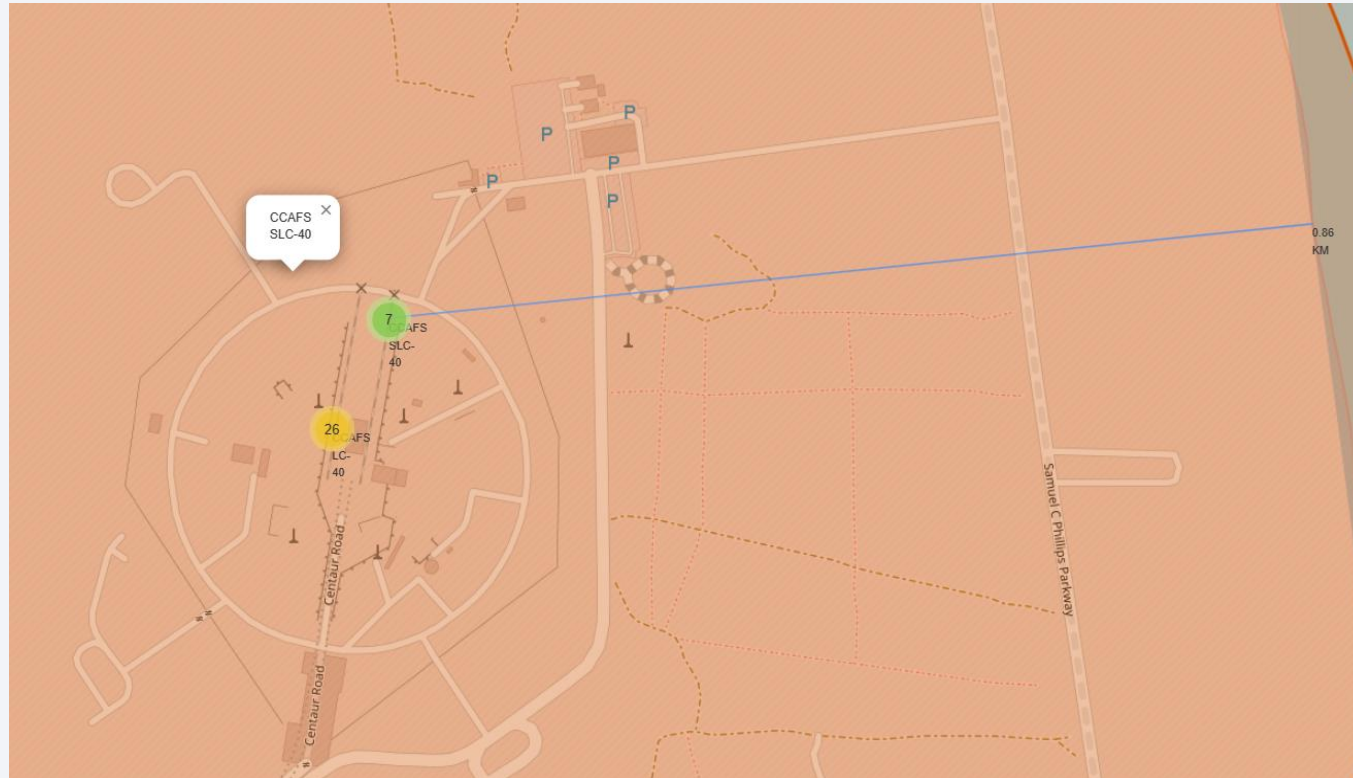 P
P
P
P
P
CCAFS
SLC-40
×
0.86
KM
7
CCAFS
SLC-
40
26
CCAFS
LC-
40
Centaur Road
Samuel C Phillips Parkway
Centaur Road